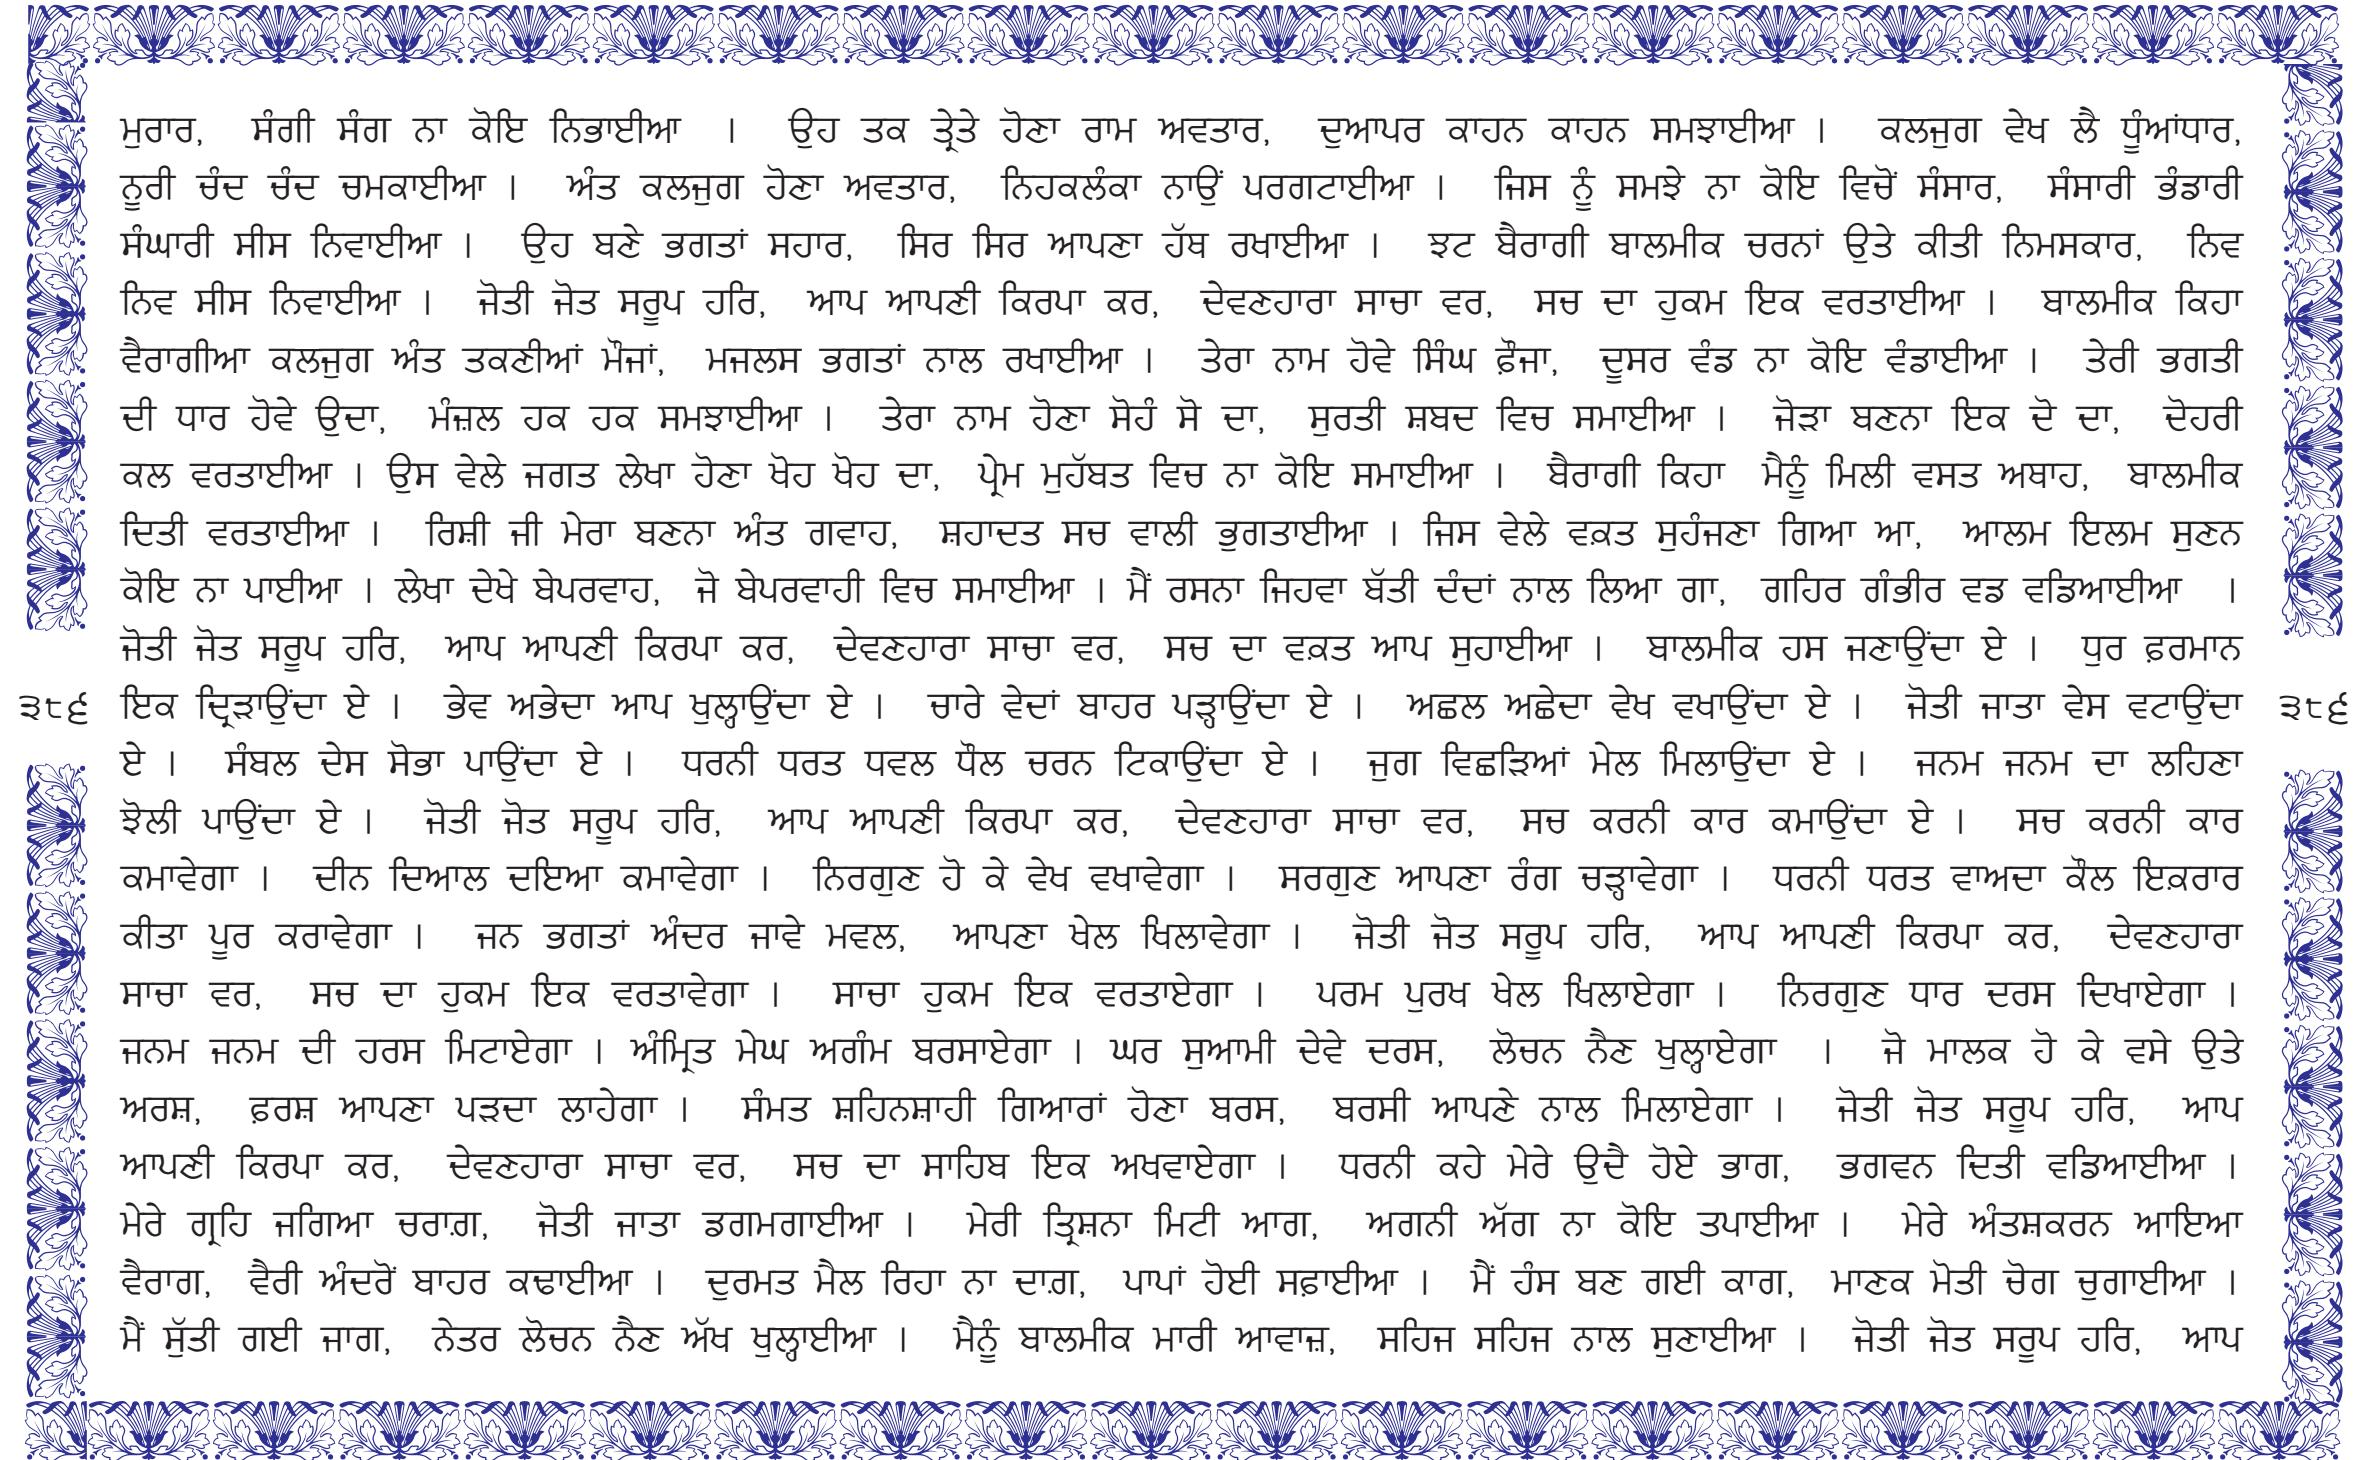 ਮੁਰਾਰ, ਸੰਗੀ ਸੰਗ ਨਾ ਕੋਇ ਨਿਭਾਈਆ । ਉਹ ਤਕ ਤ੍ਰੇਤੇ ਹੋਣਾ ਰਾਮ ਅਵਤਾਰ, ਦੁਆਪਰ ਕਾਹਨ ਕਾਹਨ ਸਮਝਾਈਆ । ਕਲਜੁਗ ਵੇਖ ਲੈ ਧੂੰਆਂਧਾਰ,
ਨੂਰੀ ਚੰਦ ਚੰਦ ਚਮਕਾਈਆ । ਅੰਤ ਕਲਜੁਗ ਹੋਣਾ ਅਵਤਾਰ, ਨਿਹਕਲੰਕਾ ਨਾਉਂ ਪਰਗਟਾਈਆ । ਜਿਸ ਨੂੰ ਸਮਝੇ ਨਾ ਕੋਇ ਵਿਚੋਂ ਸੰਸਾਰ, ਸੰਸਾਰੀ ਭੰਡਾਰੀ
ਸੰਘਾਰੀ ਸੀਸ ਨਿਵਾਈਆ । ਉਹ ਬਣੇ ਭਗਤਾਂ ਸਹਾਰ, ਸਿਰ ਸਿਰ ਆਪਣਾ ਹੱਥ ਰਖਾਈਆ । ਝਟ ਬੈਰਾਗੀ ਬਾਲਮੀਕ ਚਰਨਾਂ ਉਤੇ ਕੀਤੀ ਨਿਮਸਕਾਰ, ਨਿਵ
ਨਿਵ ਸੀਸ ਨਿਵਾਈਆ । ਜੋਤੀ ਜੋਤ ਸਰੂਪ ਹਰਿ, ਆਪ ਆਪਣੀ ਕਿਰਪਾ ਕਰ, ਦੇਵਣਹਾਰਾ ਸਾਚਾ ਵਰ, ਸਚ ਦਾ ਹੁਕਮ ਇਕ ਵਰਤਾਈਆ । ਬਾਲਮੀਕ ਕਿਹਾ
ਵੈਰਾਗੀਆ ਕਲਜੁਗ ਅੰਤ ਤਕਣੀਆਂ ਮੌਜਾਂ, ਮਜਲਸ ਭਗਤਾਂ ਨਾਲ ਰਖਾਈਆ । ਤੇਰਾ ਨਾਮ ਹੋਵੇ ਸਿੰਘ ਫ਼ੌਜਾ, ਦੂਸਰ ਵੰਡ ਨਾ ਕੋਇ ਵੰਡਾਈਆ । ਤੇਰੀ ਭਗਤੀ
ਦੀ ਧਾਰ ਹੋਵੇ ਉਦਾ, ਮੰਜ਼ਲ ਹਕ ਹਕ ਸਮਝਾਈਆ । ਤੇਰਾ ਨਾਮ ਹੋਣਾ ਸੋਹੰ ਸੋ ਦਾ, ਸੁਰਤੀ ਸ਼ਬਦ ਵਿਚ ਸਮਾਈਆ । ਜੋੜਾ ਬਣਨਾ ਇਕ ਦੋ ਦਾ, ਦੋਹਰੀ
ਕਲ ਵਰਤਾਈਆ । ਉਸ ਵੇਲੇ ਜਗਤ ਲੇਖਾ ਹੋਣਾ ਖੋਹ ਖੋਹ ਦਾ, ਪ੍ਰੇਮ ਮੁਹੱਬਤ ਵਿਚ ਨਾ ਕੋਇ ਸਮਾਈਆ । ਬੈਰਾਗੀ ਕਿਹਾ ਮੈਨੂੰ ਮਿਲੀ ਵਸਤ ਅਥਾਹ, ਬਾਲਮੀਕ
ਦਿਤੀ ਵਰਤਾਈਆ । ਰਿਸ਼ੀ ਜੀ ਮੇਰਾ ਬਣਨਾ ਅੰਤ ਗਵਾਹ, ਸ਼ਹਾਦਤ ਸਚ ਵਾਲੀ ਭੁਗਤਾਈਆ । ਜਿਸ ਵੇਲੇ ਵਕ਼ਤ ਸੁਹੰਜਣਾ ਗਿਆ ਆ, ਆਲਮ ਇਲਮ ਸੁਣਨ
ਕੋਇ ਨਾ ਪਾਈਆ । ਲੇਖਾ ਦੇਖੇ ਬੇਪਰਵਾਹ, ਜੋ ਬੇਪਰਵਾਹੀ ਵਿਚ ਸਮਾਈਆ । ਮੈਂ ਰਸਨਾ ਜਿਹਵਾ ਬੱਤੀ ਦੰਦਾਂ ਨਾਲ ਲਿਆ ਗਾ, ਗਹਿਰ ਗੰਭੀਰ ਵਡ ਵਡਿਆਈਆ ।
ਜੋਤੀ ਜੋਤ ਸਰੂਪ ਹਰਿ, ਆਪ ਆਪਣੀ ਕਿਰਪਾ ਕਰ, ਦੇਵਣਹਾਰਾ ਸਾਚਾ ਵਰ, ਸਚ ਦਾ ਵਕ਼ਤ ਆਪ ਸੁਹਾਈਆ । ਬਾਲਮੀਕ ਹਸ ਜਣਾਉਂਦਾ ਏ । ਧੁਰ ਫ਼ਰਮਾਨ
੩੮੬ ਇਕ ਦ੍ਰਿੜਾਉਂਦਾ ਏ । ਭੇਵ ਅਭੇਦਾ ਆਪ ਖੁਲ੍ਹਾਉਂਦਾ ਏ । ਚਾਰੇ ਵੇਦਾਂ ਬਾਹਰ ਪੜ੍ਹਾਉਂਦਾ ਏ । ਅਛਲ ਅਛੇਦਾ ਵੇਖ ਵਖਾਉਂਦਾ ਏ । ਜੋਤੀ ਜਾਤਾ ਵੇਸ ਵਟਾਉਂਦਾ ੩੮੬
ਏ । ਸੰਬਲ ਦੇਸ ਸੋਭਾ ਪਾਉਂਦਾ ਏ । ਧਰਨੀ ਧਰਤ ਧਵਲ ਧੌਲ ਚਰਨ ਟਿਕਾਉਂਦਾ ਏ । ਜੁਗ ਵਿਛੜਿਆਂ ਮੇਲ ਮਿਲਾਉਂਦਾ ਏ । ਜਨਮ ਜਨਮ ਦਾ ਲਹਿਣਾ
ਝੋਲੀ ਪਾਉਂਦਾ ਏ । ਜੋਤੀ ਜੋਤ ਸਰੂਪ ਹਰਿ, ਆਪ ਆਪਣੀ ਕਿਰਪਾ ਕਰ, ਦੇਵਣਹਾਰਾ ਸਾਚਾ ਵਰ, ਸਚ ਕਰਨੀ ਕਾਰ ਕਮਾਉਂਦਾ ਏ । ਸਚ ਕਰਨੀ ਕਾਰ
ਕਮਾਵੇਗਾ । ਦੀਨ ਦਿਆਲ ਦਇਆ ਕਮਾਵੇਗਾ । ਨਿਰਗੁਣ ਹੋ ਕੇ ਵੇਖ ਵਖਾਵੇਗਾ । ਸਰਗੁਣ ਆਪਣਾ ਰੰਗ ਚੜ੍ਹਾਵੇਗਾ । ਧਰਨੀ ਧਰਤ ਵਾਅਦਾ ਕੌਲ ਇਕ਼ਰਾਰ
ਕੀਤਾ ਪੂਰ ਕਰਾਵੇਗਾ । ਜਨ ਭਗਤਾਂ ਅੰਦਰ ਜਾਵੇ ਮਵਲ, ਆਪਣਾ ਖੇਲ ਖਿਲਾਵੇਗਾ । ਜੋਤੀ ਜੋਤ ਸਰੂਪ ਹਰਿ, ਆਪ ਆਪਣੀ ਕਿਰਪਾ ਕਰ, ਦੇਵਣਹਾਰਾ
ਸਾਚਾ ਵਰ, ਸਚ ਦਾ ਹੁਕਮ ਇਕ ਵਰਤਾਵੇਗਾ । ਸਾਚਾ ਹੁਕਮ ਇਕ ਵਰਤਾਏਗਾ । ਪਰਮ ਪੁਰਖ ਖੇਲ ਖਿਲਾਏਗਾ । ਨਿਰਗੁਣ ਧਾਰ ਦਰਸ ਦਿਖਾਏਗਾ ।
ਜਨਮ ਜਨਮ ਦੀ ਹਰਸ ਮਿਟਾਏਗਾ । ਅੰਮ੍ਰਿਤ ਮੇਘ ਅਗੰਮ ਬਰਸਾਏਗਾ । ਘਰ ਸੁਆਮੀ ਦੇਵੇ ਦਰਸ, ਲੋਚਨ ਨੈਣ ਖੁਲ੍ਹਾਏਗਾ । ਜੋ ਮਾਲਕ ਹੋ ਕੇ ਵਸੇ ਉਤੇ
ਅਰਸ਼, ਫ਼ਰਸ਼ ਆਪਣਾ ਪੜਦਾ ਲਾਹੇਗਾ । ਸੰਮਤ ਸ਼ਹਿਨਸ਼ਾਹੀ ਗਿਆਰਾਂ ਹੋਣਾ ਬਰਸ, ਬਰਸੀ ਆਪਣੇ ਨਾਲ ਮਿਲਾਏਗਾ । ਜੋਤੀ ਜੋਤ ਸਰੂਪ ਹਰਿ, ਆਪ
ਆਪਣੀ ਕਿਰਪਾ ਕਰ, ਦੇਵਣਹਾਰਾ ਸਾਚਾ ਵਰ, ਸਚ ਦਾ ਸਾਹਿਬ ਇਕ ਅਖਵਾਏਗਾ । ਧਰਨੀ ਕਹੇ ਮੇਰੇ ਉਦੈ ਹੋਏ ਭਾਗ, ਭਗਵਨ ਦਿਤੀ ਵਡਿਆਈਆ ।
ਮੇਰੇ ਗ੍ਰਹਿ ਜਗਿਆ ਚਰਾਗ਼, ਜੋਤੀ ਜਾਤਾ ਡਗਮਗਾਈਆ । ਮੇਰੀ ਤ੍ਰਿਸ਼ਨਾ ਮਿਟੀ ਆਗ, ਅਗਨੀ ਅੱਗ ਨਾ ਕੋਇ ਤਪਾਈਆ । ਮੇਰੇ ਅੰਤਸ਼ਕਰਨ ਆਇਆ
ਵੈਰਾਗ, ਵੈਰੀ ਅੰਦਰੋਂ ਬਾਹਰ ਕਢਾਈਆ । ਦੁਰਮਤ ਮੈਲ ਰਿਹਾ ਨਾ ਦਾਗ਼, ਪਾਪਾਂ ਹੋਈ ਸਫ਼ਾਈਆ । ਮੈਂ ਹੰਸ ਬਣ ਗਈ ਕਾਗ, ਮਾਣਕ ਮੋਤੀ ਚੋਗ ਚੁਗਾਈਆ ।
ਮੈਂ ਸੁੱਤੀ ਗਈ ਜਾਗ, ਨੇਤਰ ਲੋਚਨ ਨੈਣ ਅੱਖ ਖੁਲ੍ਹਾਈਆ । ਮੈਨੂੰ ਬਾਲਮੀਕ ਮਾਰੀ ਆਵਾਜ਼, ਸਹਿਜ ਸਹਿਜ ਨਾਲ ਸੁਣਾਈਆ । ਜੋਤੀ ਜੋਤ ਸਰੂਪ ਹਰਿ, ਆਪ